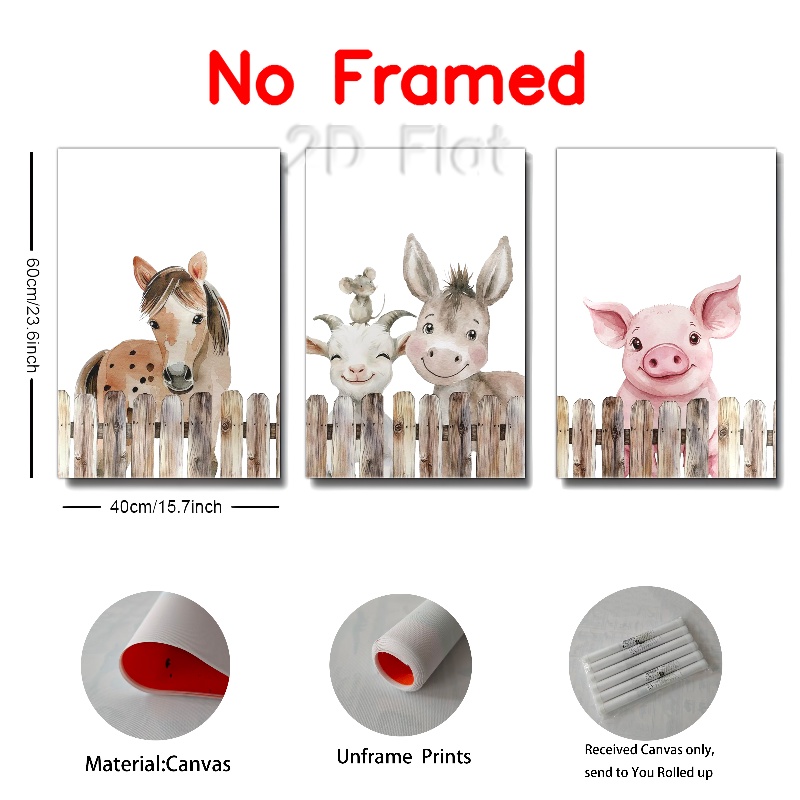 No Framed
2D Flat
60cm/23.6inch
40cm/15.7inch
Material:Canvas
Unframe Prints
Received Canvas only,
send to You Rolled up